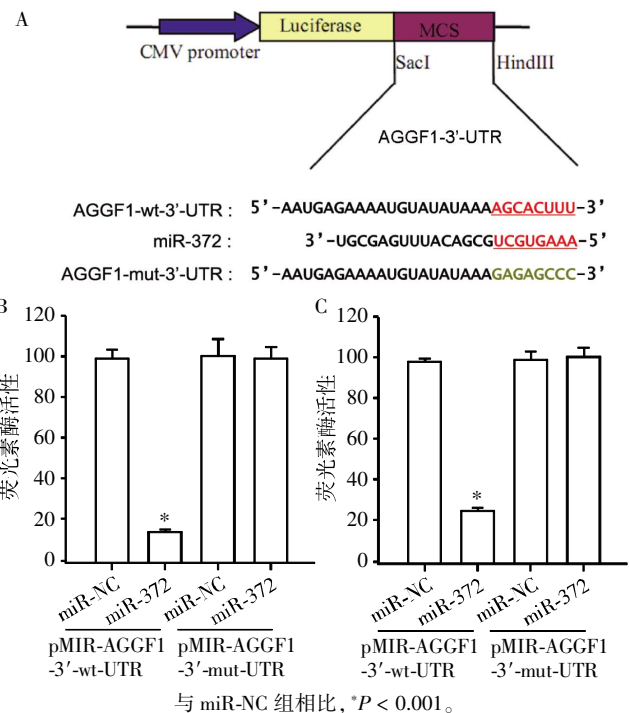 A
Luciferase
MCS
CMV promoter
SacI
HindIII
AGGF1-3'-UTR
AGGF1-wt-3'-UTR : 5'-AAUGAGAAAAUGUAUAUAAAAGCACUUU-3'
miR-372 : 3'-UGCGAGUUUACAGCGUCGUGAAA-5'
AGGF1-mut-3'-UTR : 5'-AAUGAGAAAAUGUAUAUAAAGAGAGCCC-3'
B
120
100
80
60
40
20
0
荧光素酶活性
*
miR-NC
miR-372
miR-NC
miR-372
pMIR-AGGF1
-3′-wt-UTR
pMIR-AGGF1
-3′-mut-UTR
C
120
100
80
60
40
20
0
荧光素酶活性
*
miR-NC
miR-372
miR-NC
miR-372
pMIR-AGGF1
-3′-wt-UTR
pMIR-AGGF1
-3′-mut-UTR
与 miR-NC 组相比, *P < 0.001。